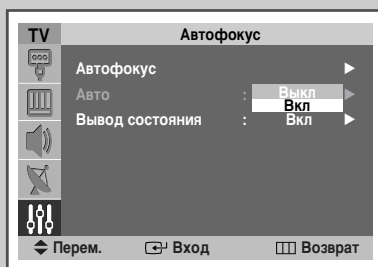 TV Автофокус
Автофокус
Авто : Выкл
Вкл
Вывод состояния : Вкл
Перем. Вход Возврат